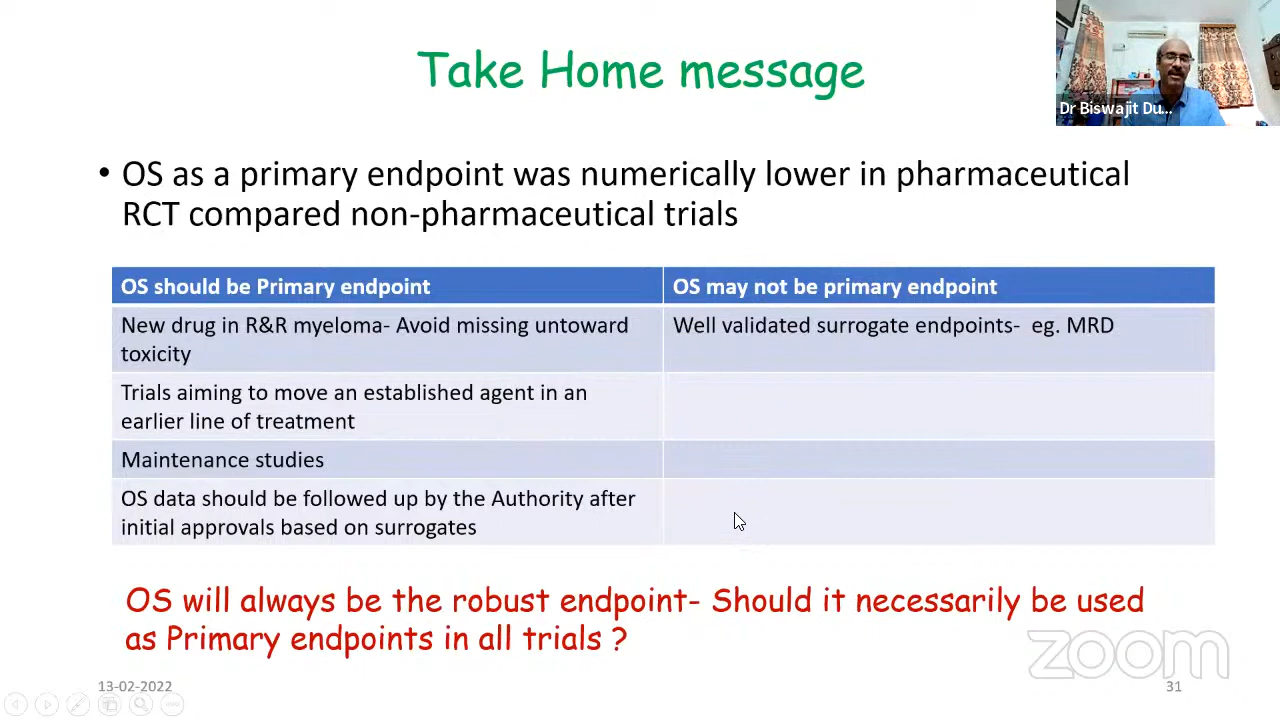 Take Home message
Dr Biswajit Du...
• OS as a primary endpoint was numerically lower in pharmaceutical
RCT compared non-pharmaceutical trials
OS should be Primary endpoint
OS may not be primary endpoint
New drug in R&R myeloma- Avoid missing untoward
toxicity
Well validated surrogate endpoints- eg. MRD
Trials aiming to move an established agent in an
earlier line of treatment
Maintenance studies
OS data should be followed up by the Authority after
initial approvals based on surrogates
OS will always be the robust endpoint- Should it necessarily be used
as Primary endpoints in all trials ?
zoom
13-02-2022
31